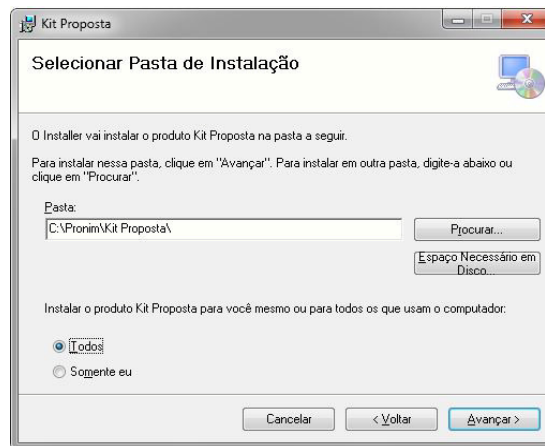 Kit Proposta
Selecionar Pasta de Instalação
O Installer vai instalar o produto Kit Proposta na pasta a seguir.
Para instalar nessa pasta, clique em "Avançar". Para instalar em outra pasta, digite-a abaixo ou
clique em "Procurar".
Pasta:
C:\Pronim\Kit Proposta\
Procurar...
Espaço Necessário em
Disco...
Instalar o produto Kit Proposta para você mesmo ou para todos os que usam o computador:
Todos
Somente eu
Cancelar
< Voltar
Avançar >